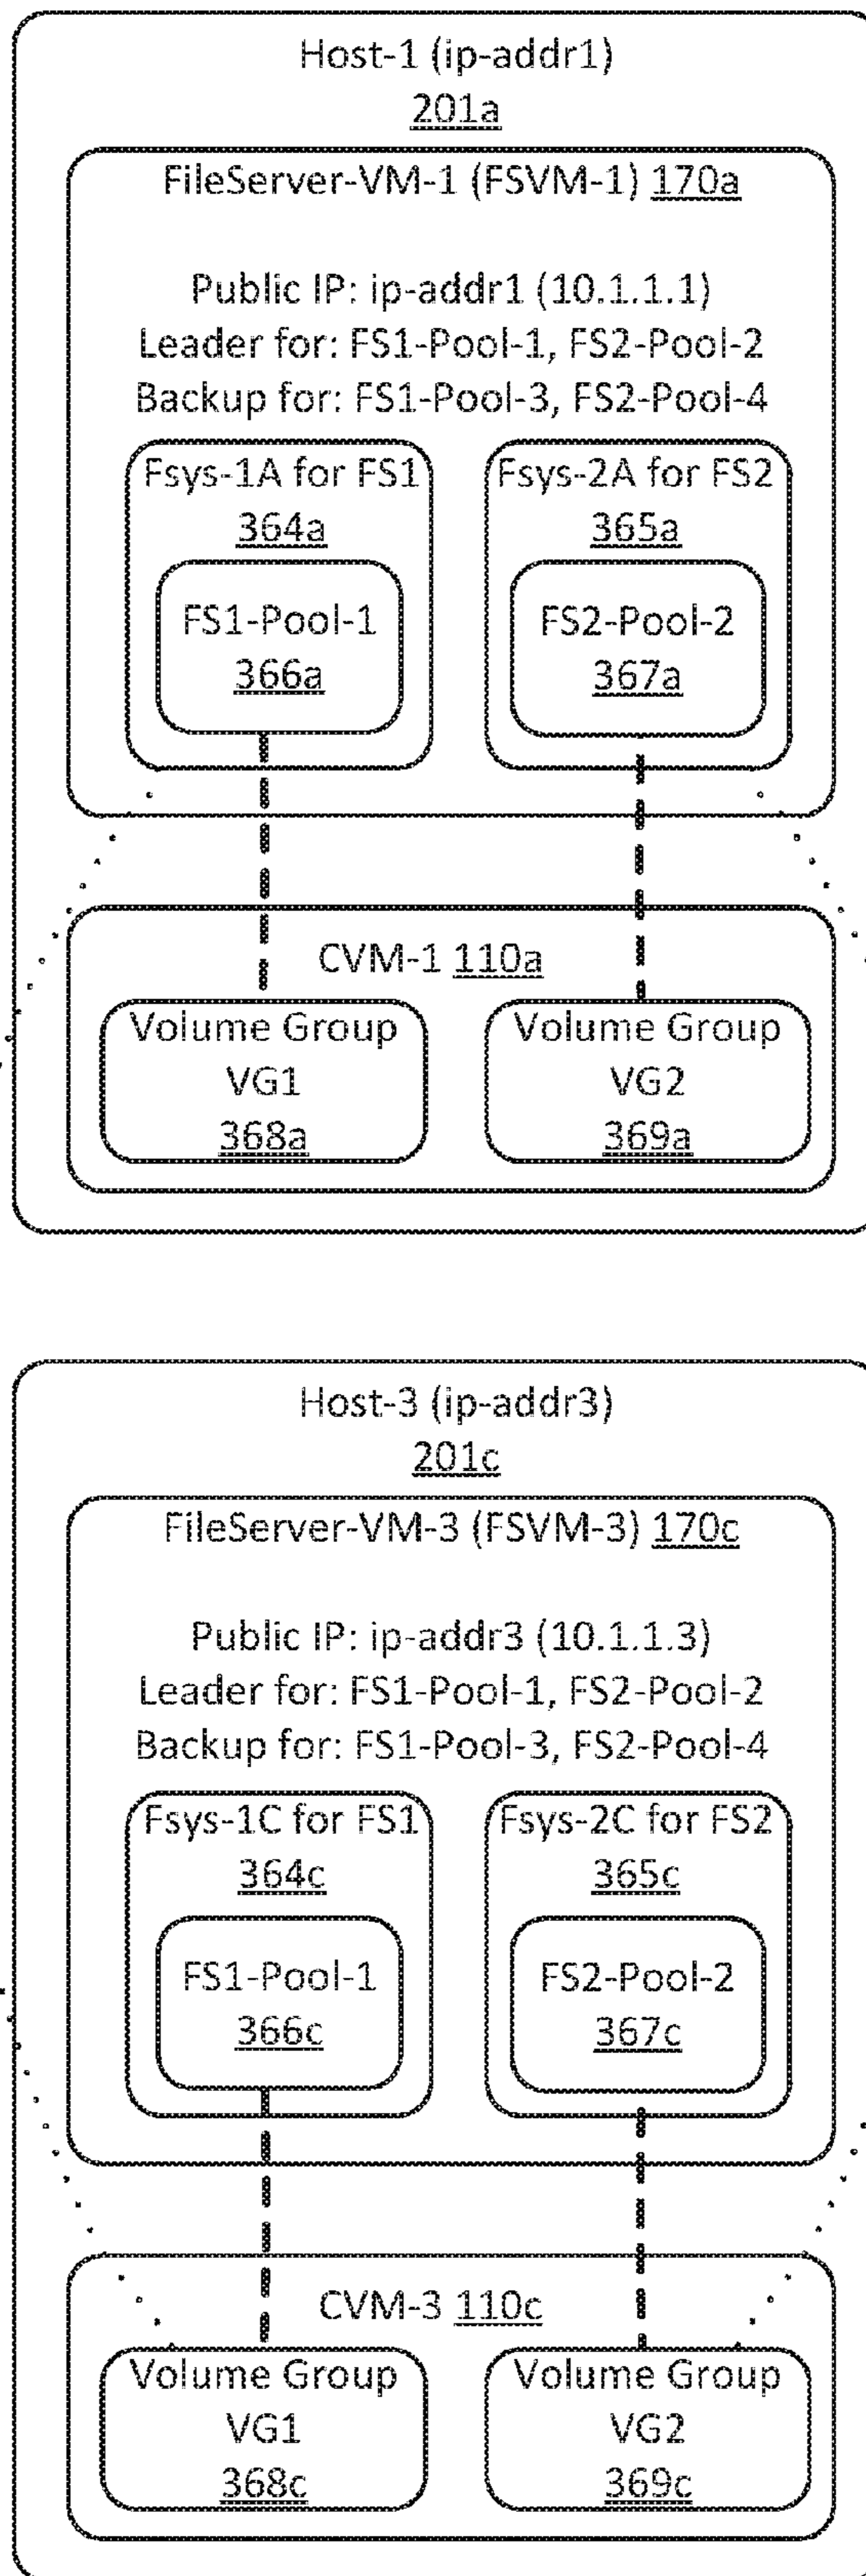 Host-1 (ip-addr1)
201a
FileServer-VM-1 (FSVM-1) 170a
Public IP: ip-addr1 (10.1.1.1)
Leader for: FS1-Pool-1, FS2-Pool-2
Backup for: FS1-Pool-3, FS2-Pool-4
Fsys-1A for FS1
364a
FS1-Pool-1
366a
Fsys-2A for FS2
365a
FS2-Pool-2
367a
CVM-1 110a
Volume Group
VG1
368a
Volume Group
VG2
369a
Host-3 (ip-addr3)
201c
FileServer-VM-3 (FSVM-3) 170c
Public IP: ip-addr3 (10.1.1.3)
Leader for: FS1-Pool-1, FS2-Pool-2
Backup for: FS1-Pool-3, FS2-Pool-4
Fsys-1C for FS1
364c
FS1-Pool-1
366c
Fsys-2C for FS2
365c
FS2-Pool-2
367c
CVM-3 110c
Volume Group
VG1
368c
Volume Group
VG2
369c